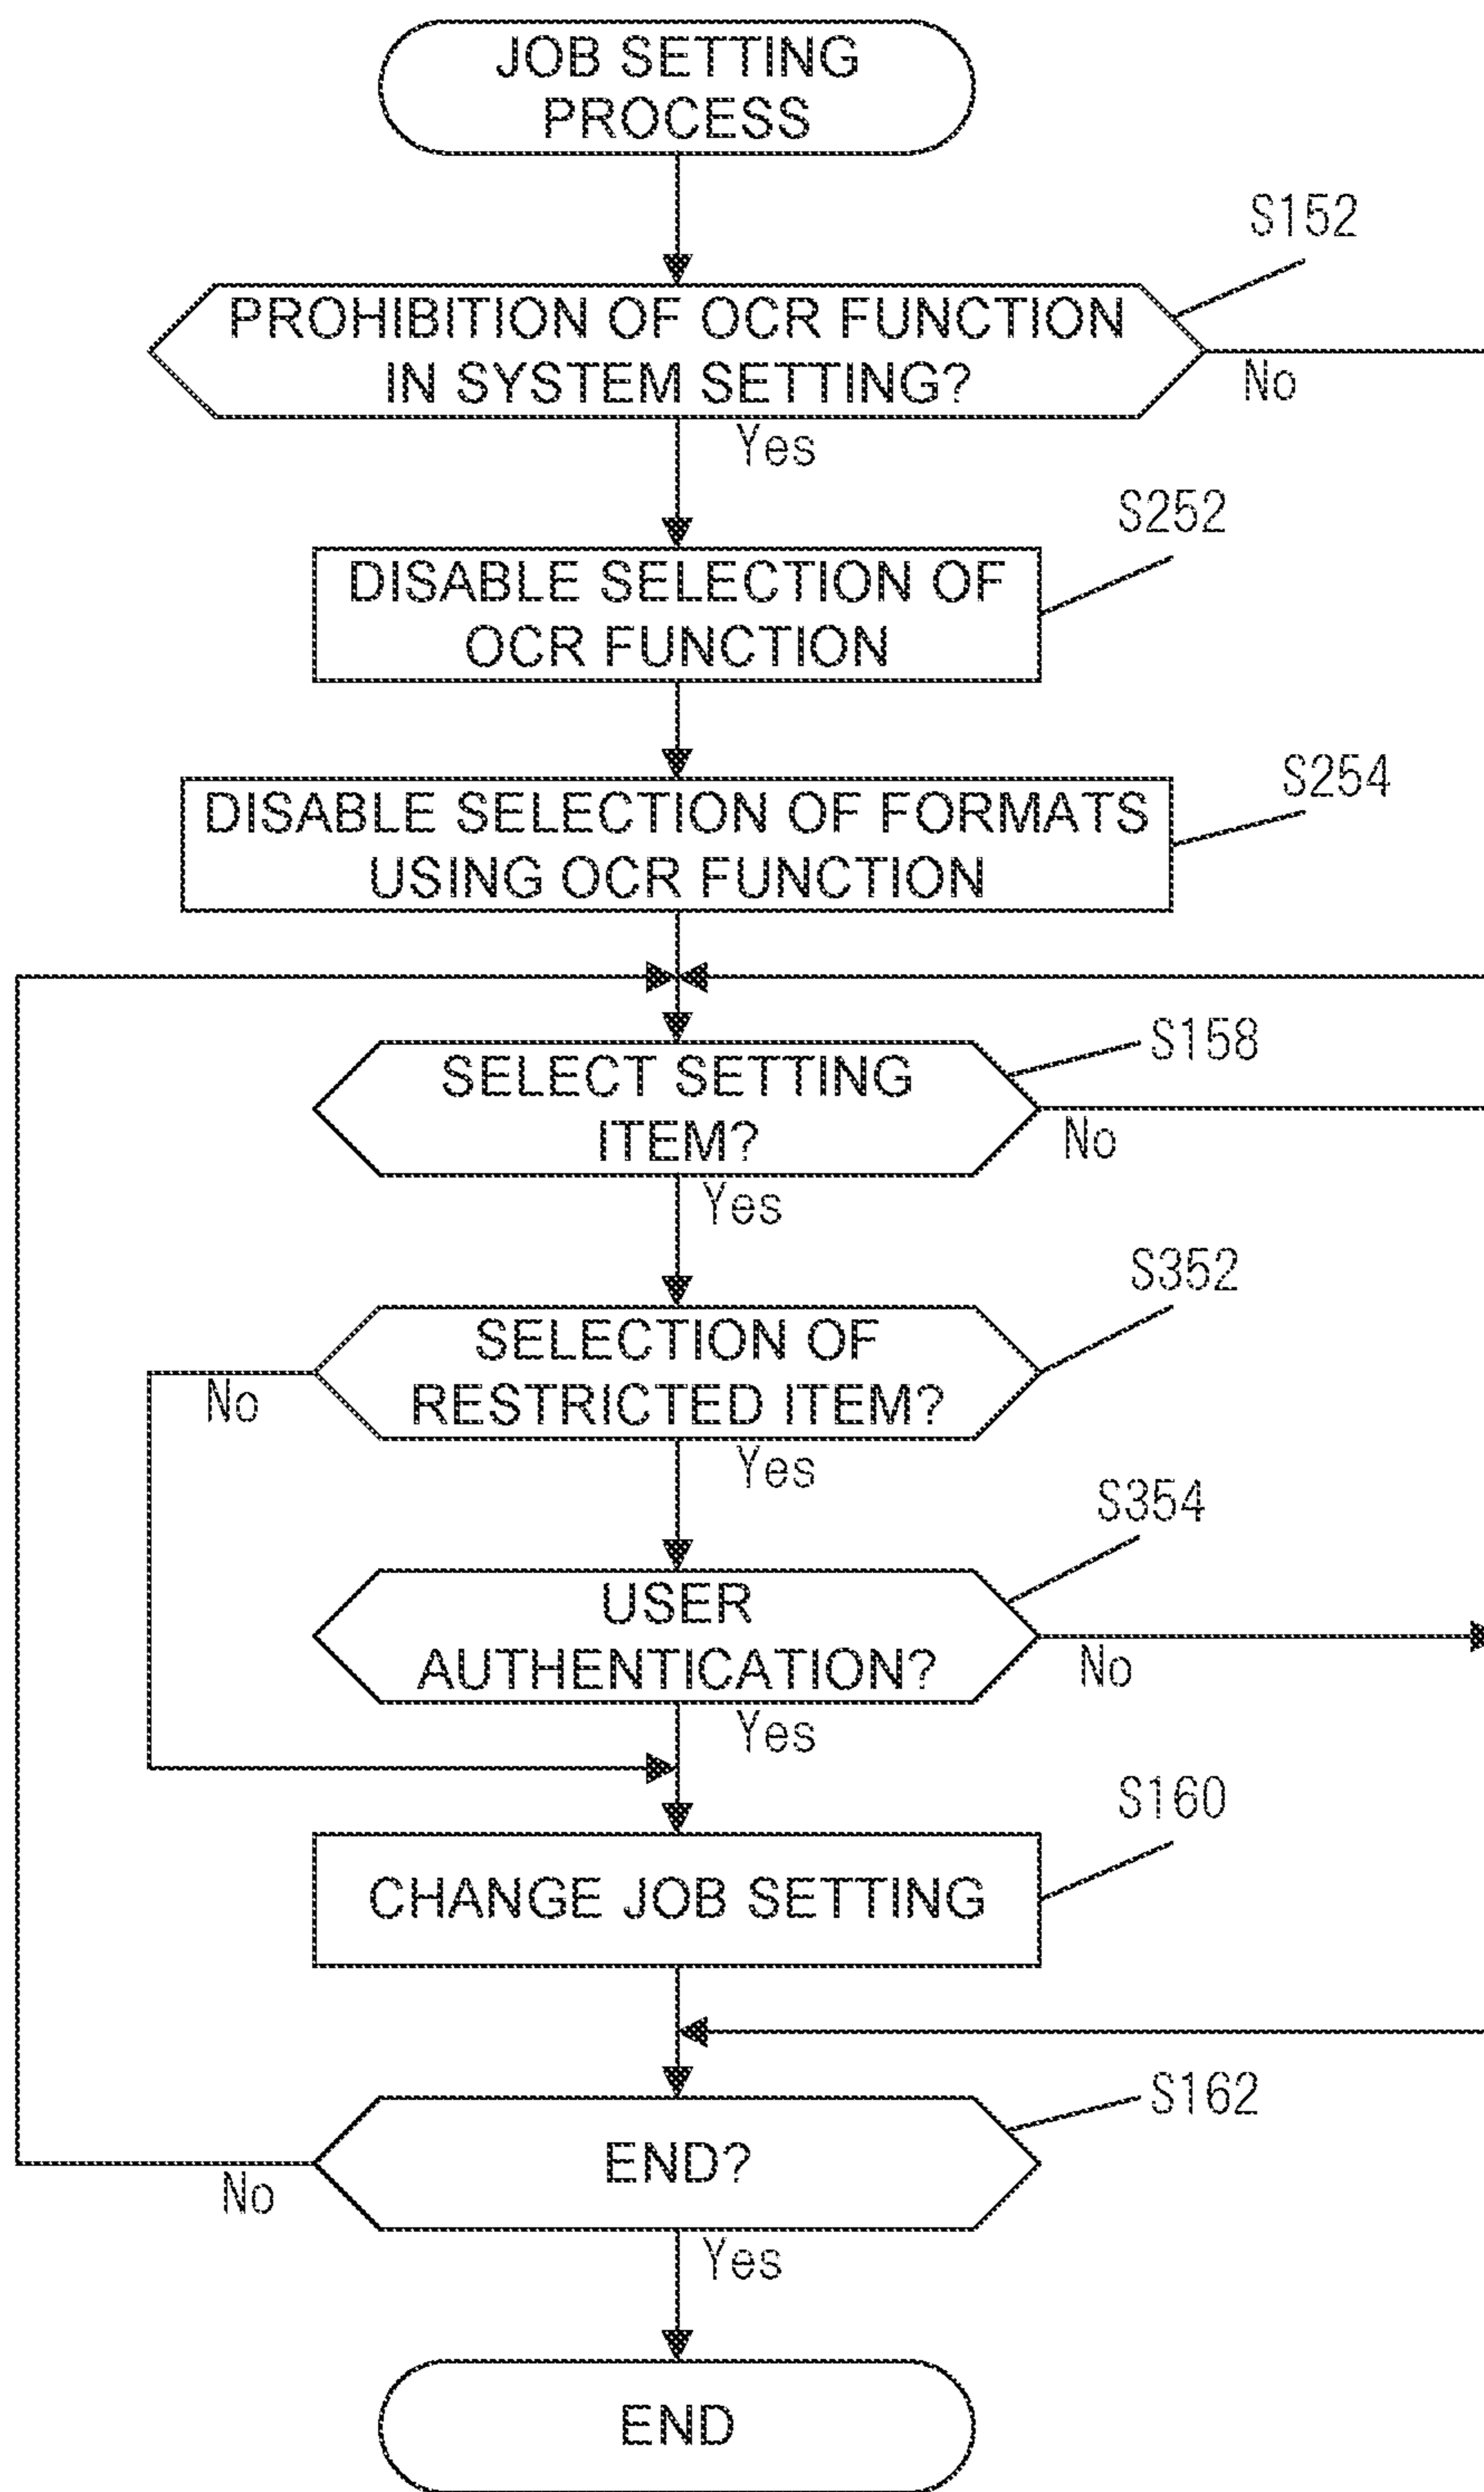 JOB SETTING
PROCESS
S152
PROHIBITION OF OCR FUNCTION
IN SYSTEM SETTING?
No
Yes
S252
DISABLE SELECTION OF
OCR FUNCTION
S254
DISABLE SELECTION OF FORMATS
USING OCR FUNCTION
S158
SELECT SETTING
ITEM?
No
Yes
S352
SELECTION OF
RESTRICTED ITEM?
No
Yes
S354
USER
AUTHENTICATION?
No
Yes
S160
CHANGE JOB SETTING
S162
END?
No
Yes
END